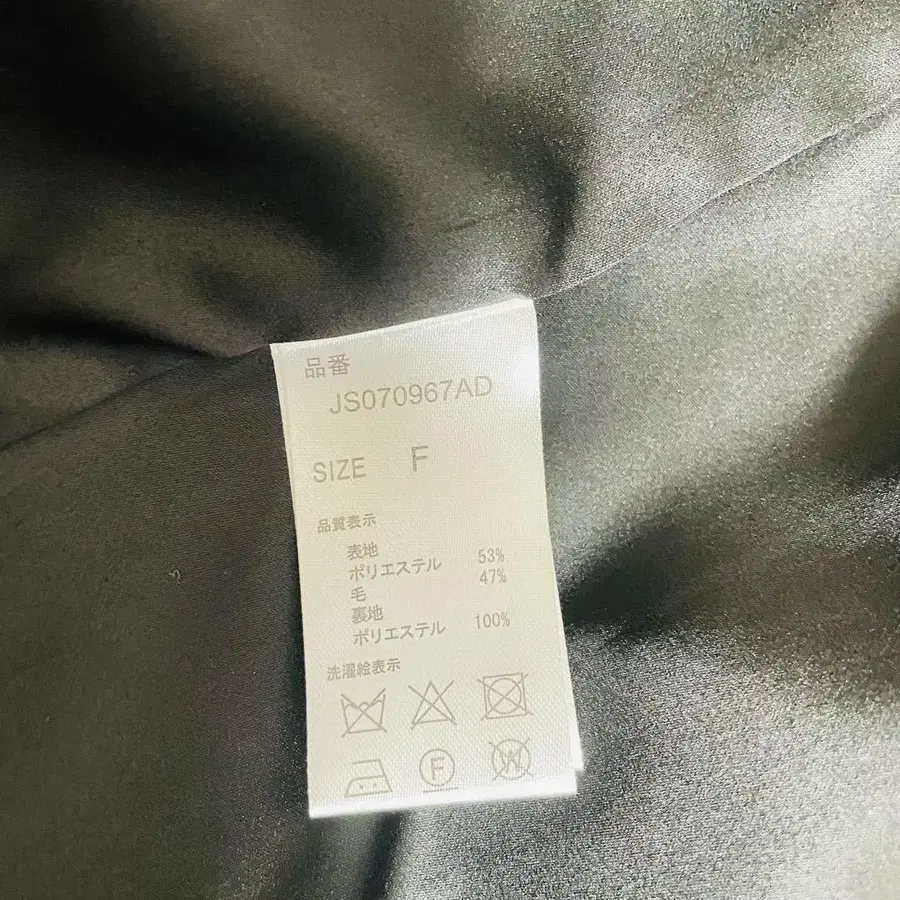 品番
JS070967AD
SIZE F
品質表示
表地
ポリエステル 53%
毛 47%
裏地
ポリエステル 100%
洗濯絵表示
F W